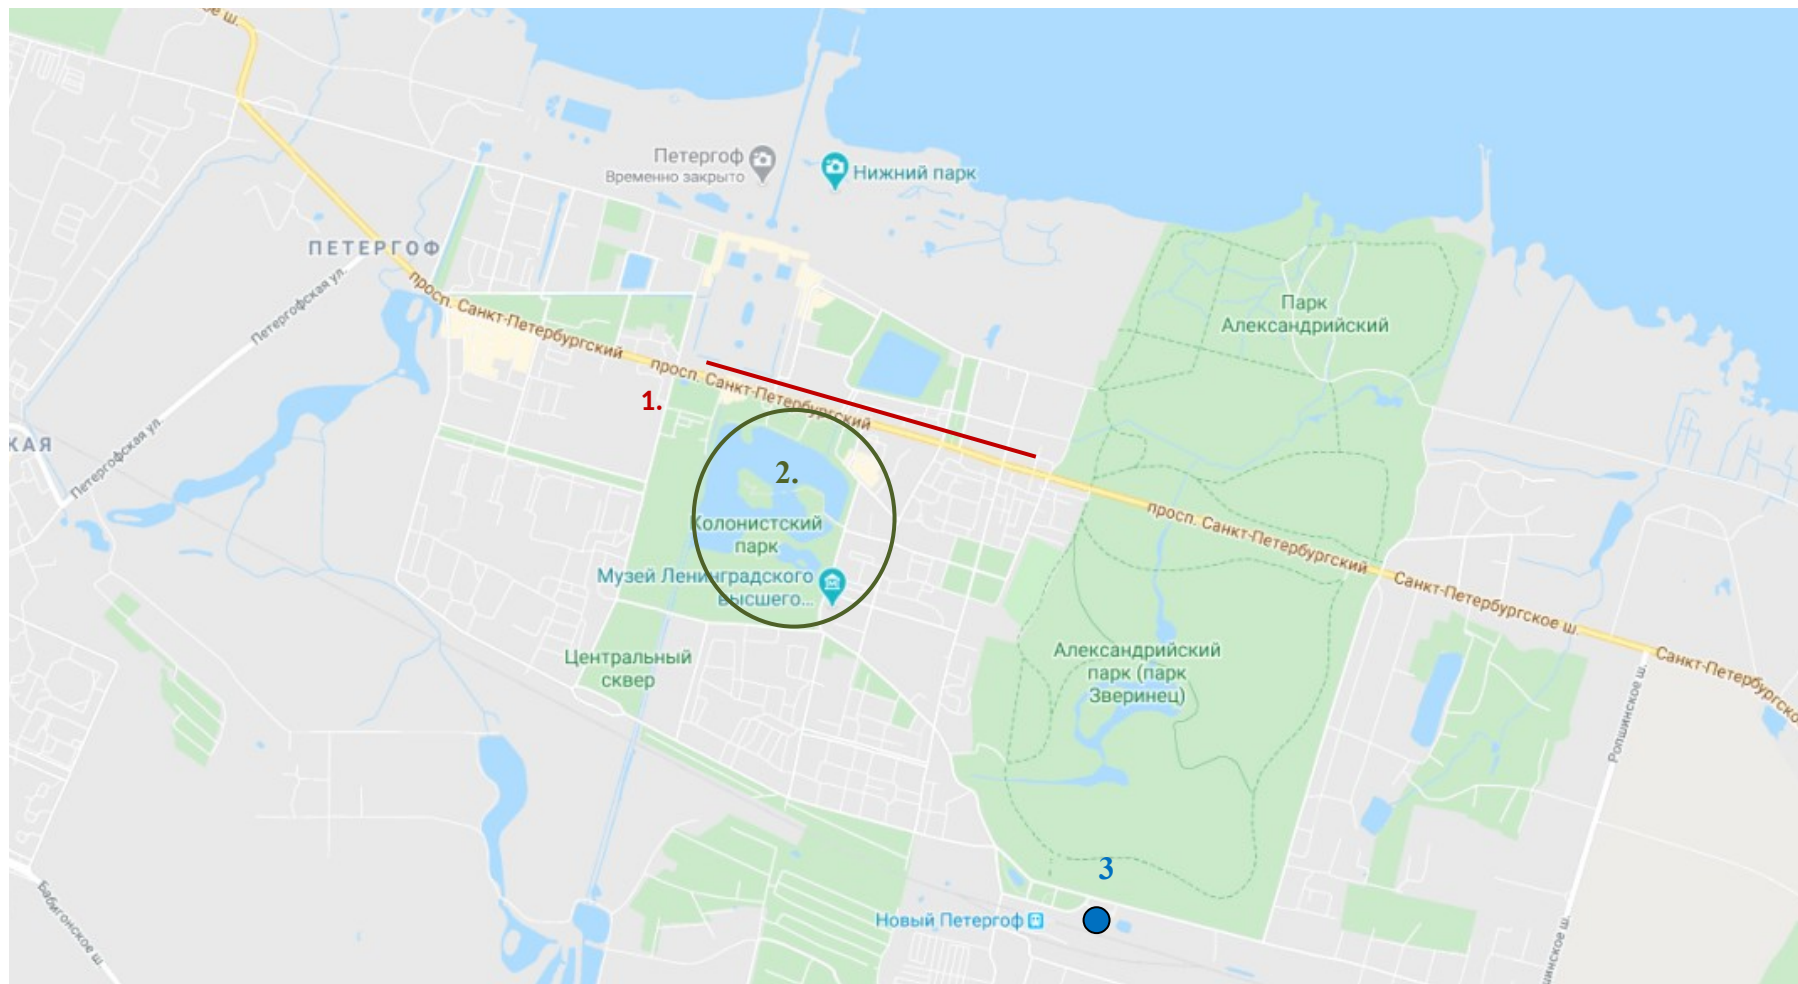 ое ш.
Петергоф
Временно закрыто
Нижний парк
ПЕТЕРГОФ
Петергофская ул.
просп. Санкт-Петербургский
Парк
Александрийский
просп. Санкт-Петербургский
1.
КАЯ
Петергофская ул.
2.
Колонистский
парк
просп. Санкт-Петербургский
Санкт-Петербургское ш.
Музей Ленинградского
высшего...
Центральный
сквер
Александрийский
парк (парк
Зверинец)
Санкт-Петербургско
Ропшинское ш.
3
Бабигонское ш.
Новый Петергоф
шинское ш.